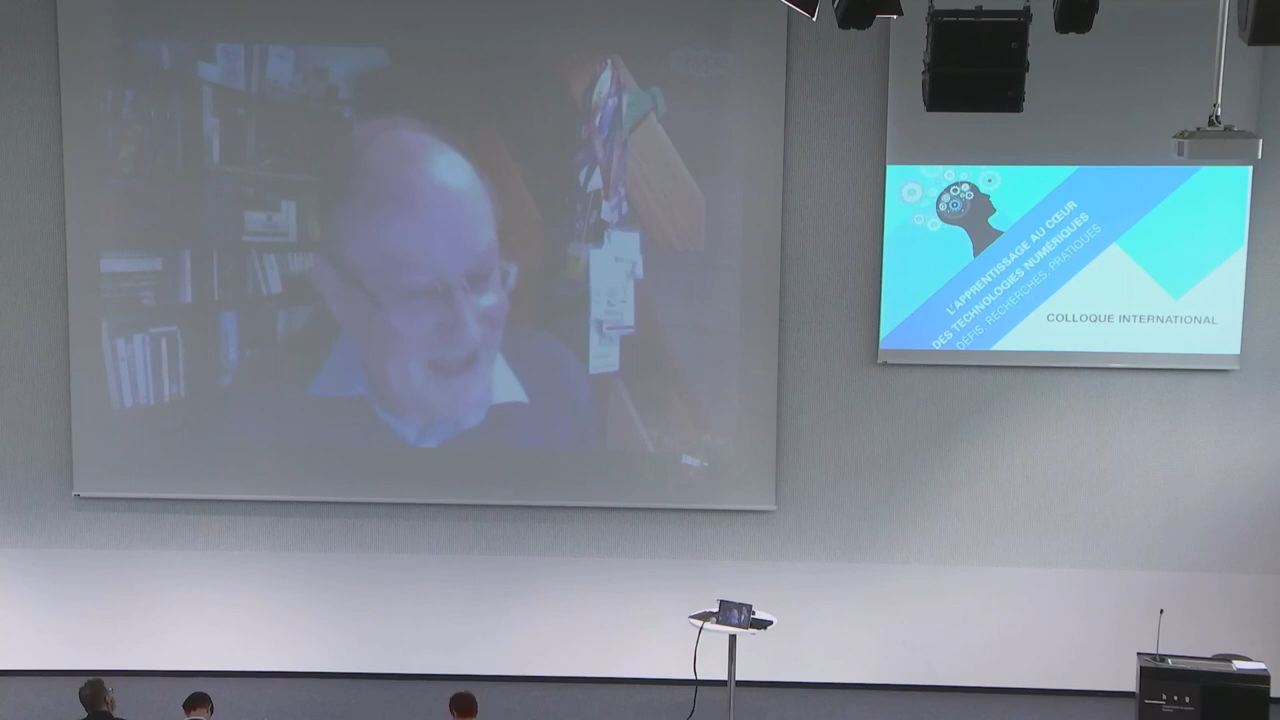 L'APPRENTISSAGE AU CŒUR
DES TECHNOLOGIES NUMÉRIQUES
DÉFIS, RECHERCHES, PRATIQUES
COLLOQUE INTERNATIONAL
h e p